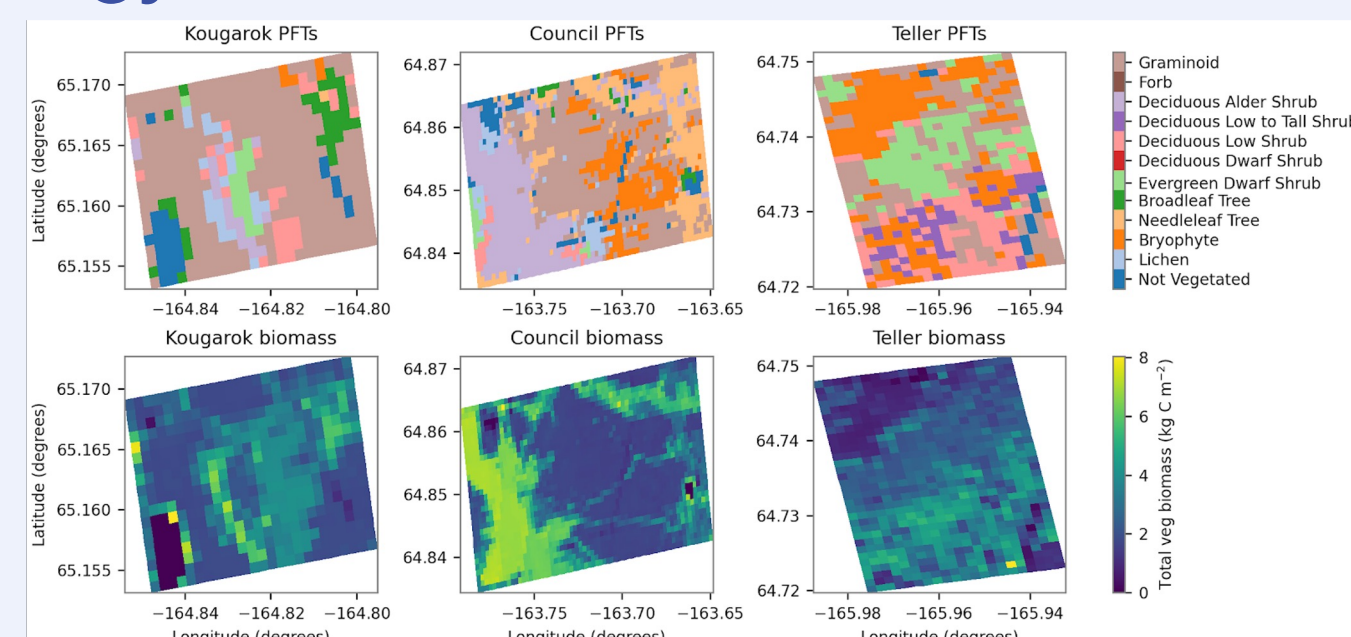 Kougarok PFTs
Council PFTs
Teller PFTs
Latitude (degrees)
65.170
65.165
65.160
65.155
−164.84 −164.82 −164.80
64.87
64.86
64.85
64.84
−163.75 −163.70 −163.65
64.75
64.74
64.73
64.72
−165.98 −165.96 −165.94
Graminoid
Forb
Deciduous Alder Shrub
Deciduous Low to Tall Shrub
Deciduous Low Shrub
Deciduous Dwarf Shrub
Evergreen Dwarf Shrub
Broadleaf Tree
Needleleaf Tree
Bryophyte
Lichen
Not Vegetated
Kougarok biomass
Council biomass
Teller biomass
Latitude (degrees)
65.170
65.165
65.160
65.155
−164.84 −164.82 −164.80
Longitude (degrees)
64.87
64.86
64.85
64.84
−163.75 −163.70 −163.65
Longitude (degrees)
64.75
64.74
64.73
64.72
−165.98 −165.96 −165.94
Longitude (degrees)
8
6
4
2
0
Total veg biomass (kg C m⁻²)